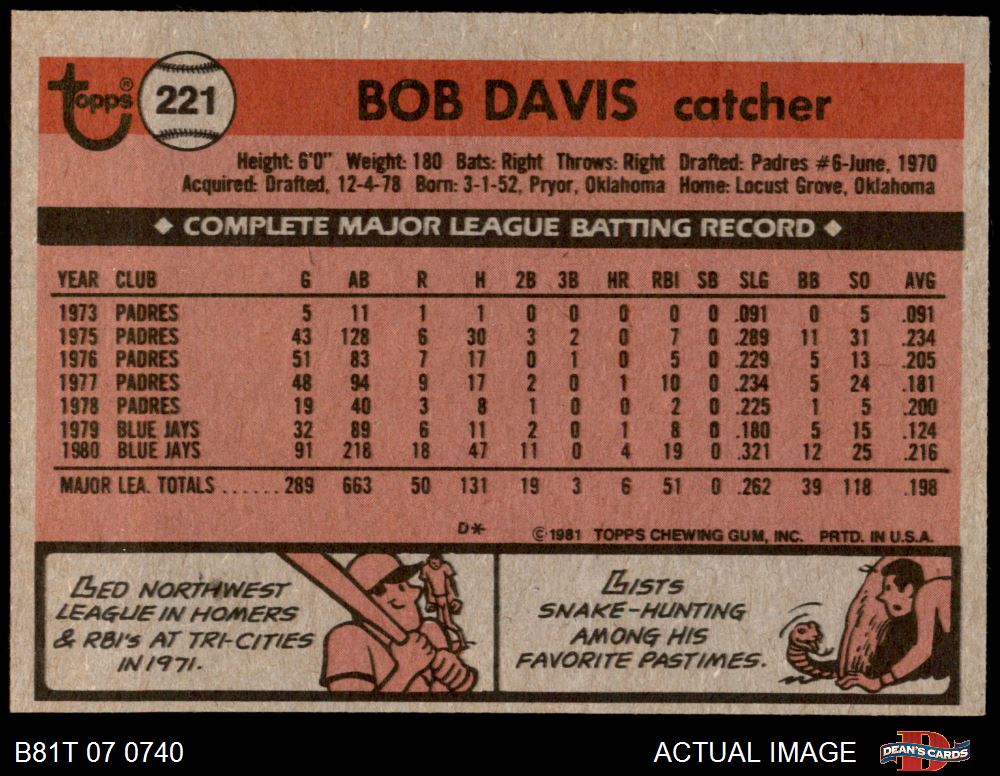 Topps® 221 BOB DAVIS catcher
Height: 6'0" Weight: 180 Bats: Right Throws: Right Drafted: Padres #6-June, 1970
Acquired: Drafted, 12-4-78 Born: 3-1-52, Pryor, Oklahoma Home: Locust Grove, Oklahoma
◆ COMPLETE MAJOR LEAGUE BATTING RECORD ◆
YEAR CLUB G AB R H 2B 3B HR RBI SB SLG BB SO AVG
1973 PADRES 5 11 1 1 0 0 0 0 0 .091 0 5 .091
1975 PADRES 43 128 6 30 3 2 0 7 0 .289 11 31 .234
1976 PADRES 51 83 7 17 0 1 0 5 0 .229 5 13 .205
1977 PADRES 48 94 9 17 2 0 1 10 0 .234 5 24 .181
1978 PADRES 19 40 3 8 1 0 0 2 0 .225 1 5 .200
1979 BLUE JAYS 32 89 6 11 2 0 1 8 0 .180 5 15 .124
1980 BLUE JAYS 91 218 18 47 11 0 4 19 0 .321 12 25 .216
MAJOR LEA. TOTALS ...... 289 663 50 131 19 3 6 51 0 .262 39 118 .198
D* © 1981 TOPPS CHEWING GUM, INC. PRTD. IN U.S.A.
LED NORTHWEST
LEAGUE IN HOMERS
& RBI's AT TRI-CITIES
IN 1971.
LISTS
SNAKE-HUNTING
AMONG HIS
FAVORITE PASTIMES.
B81T 07 0740 ACTUAL IMAGE DEAN'S CARDS